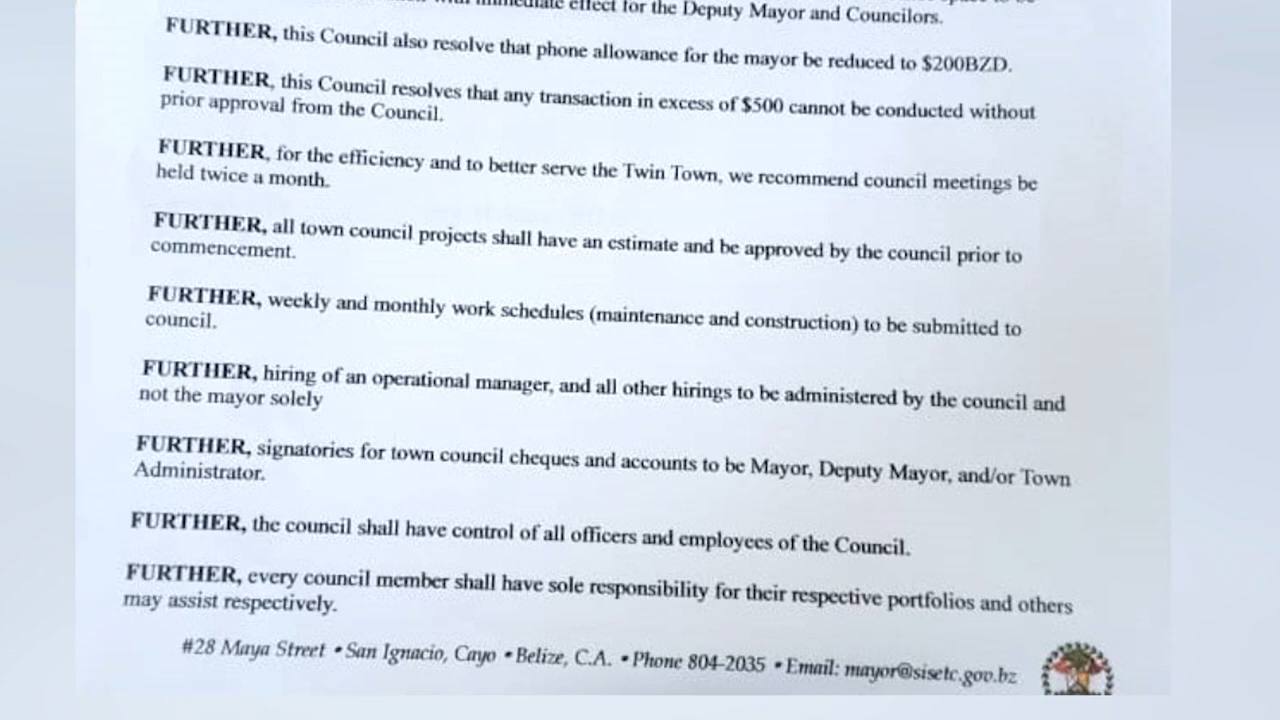 immediate effect for the Deputy Mayor and Councilors.
FURTHER, this Council also resolve that phone allowance for the mayor be reduced to $200BZD.
FURTHER, this Council resolves that any transaction in excess of $500 cannot be conducted without
prior approval from the Council.
FURTHER, for the efficiency and to better serve the Twin Town, we recommend council meetings be
held twice a month.
FURTHER, all town council projects shall have an estimate and be approved by the council prior to
commencement.
FURTHER, weekly and monthly work schedules (maintenance and construction) to be submitted to
council.
FURTHER, hiring of an operational manager, and all other hirings to be administered by the council and
not the mayor solely
FURTHER, signatories for town council cheques and accounts to be Mayor, Deputy Mayor, and/or Town
Administrator.
FURTHER, the council shall have control of all officers and employees of the Council.
FURTHER, every council member shall have sole responsibility for their respective portfolios and others
may assist respectively.
#28 Maya Street • San Ignacio, Cayo • Belize, C.A. • Phone 804-2035 • Email: mayor@sisetc.gov.bz